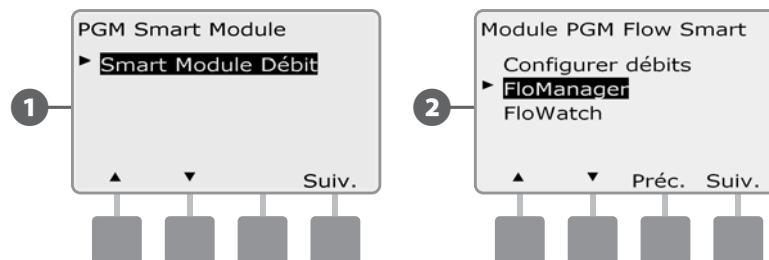 1
PGM Smart Module
► Smart Module Débit
▲ ▼ Suiv.
2
Module PGM Flow Smart
Configurer débits
► FloManager
FloWatch
▲ ▼ Préc. Suiv.